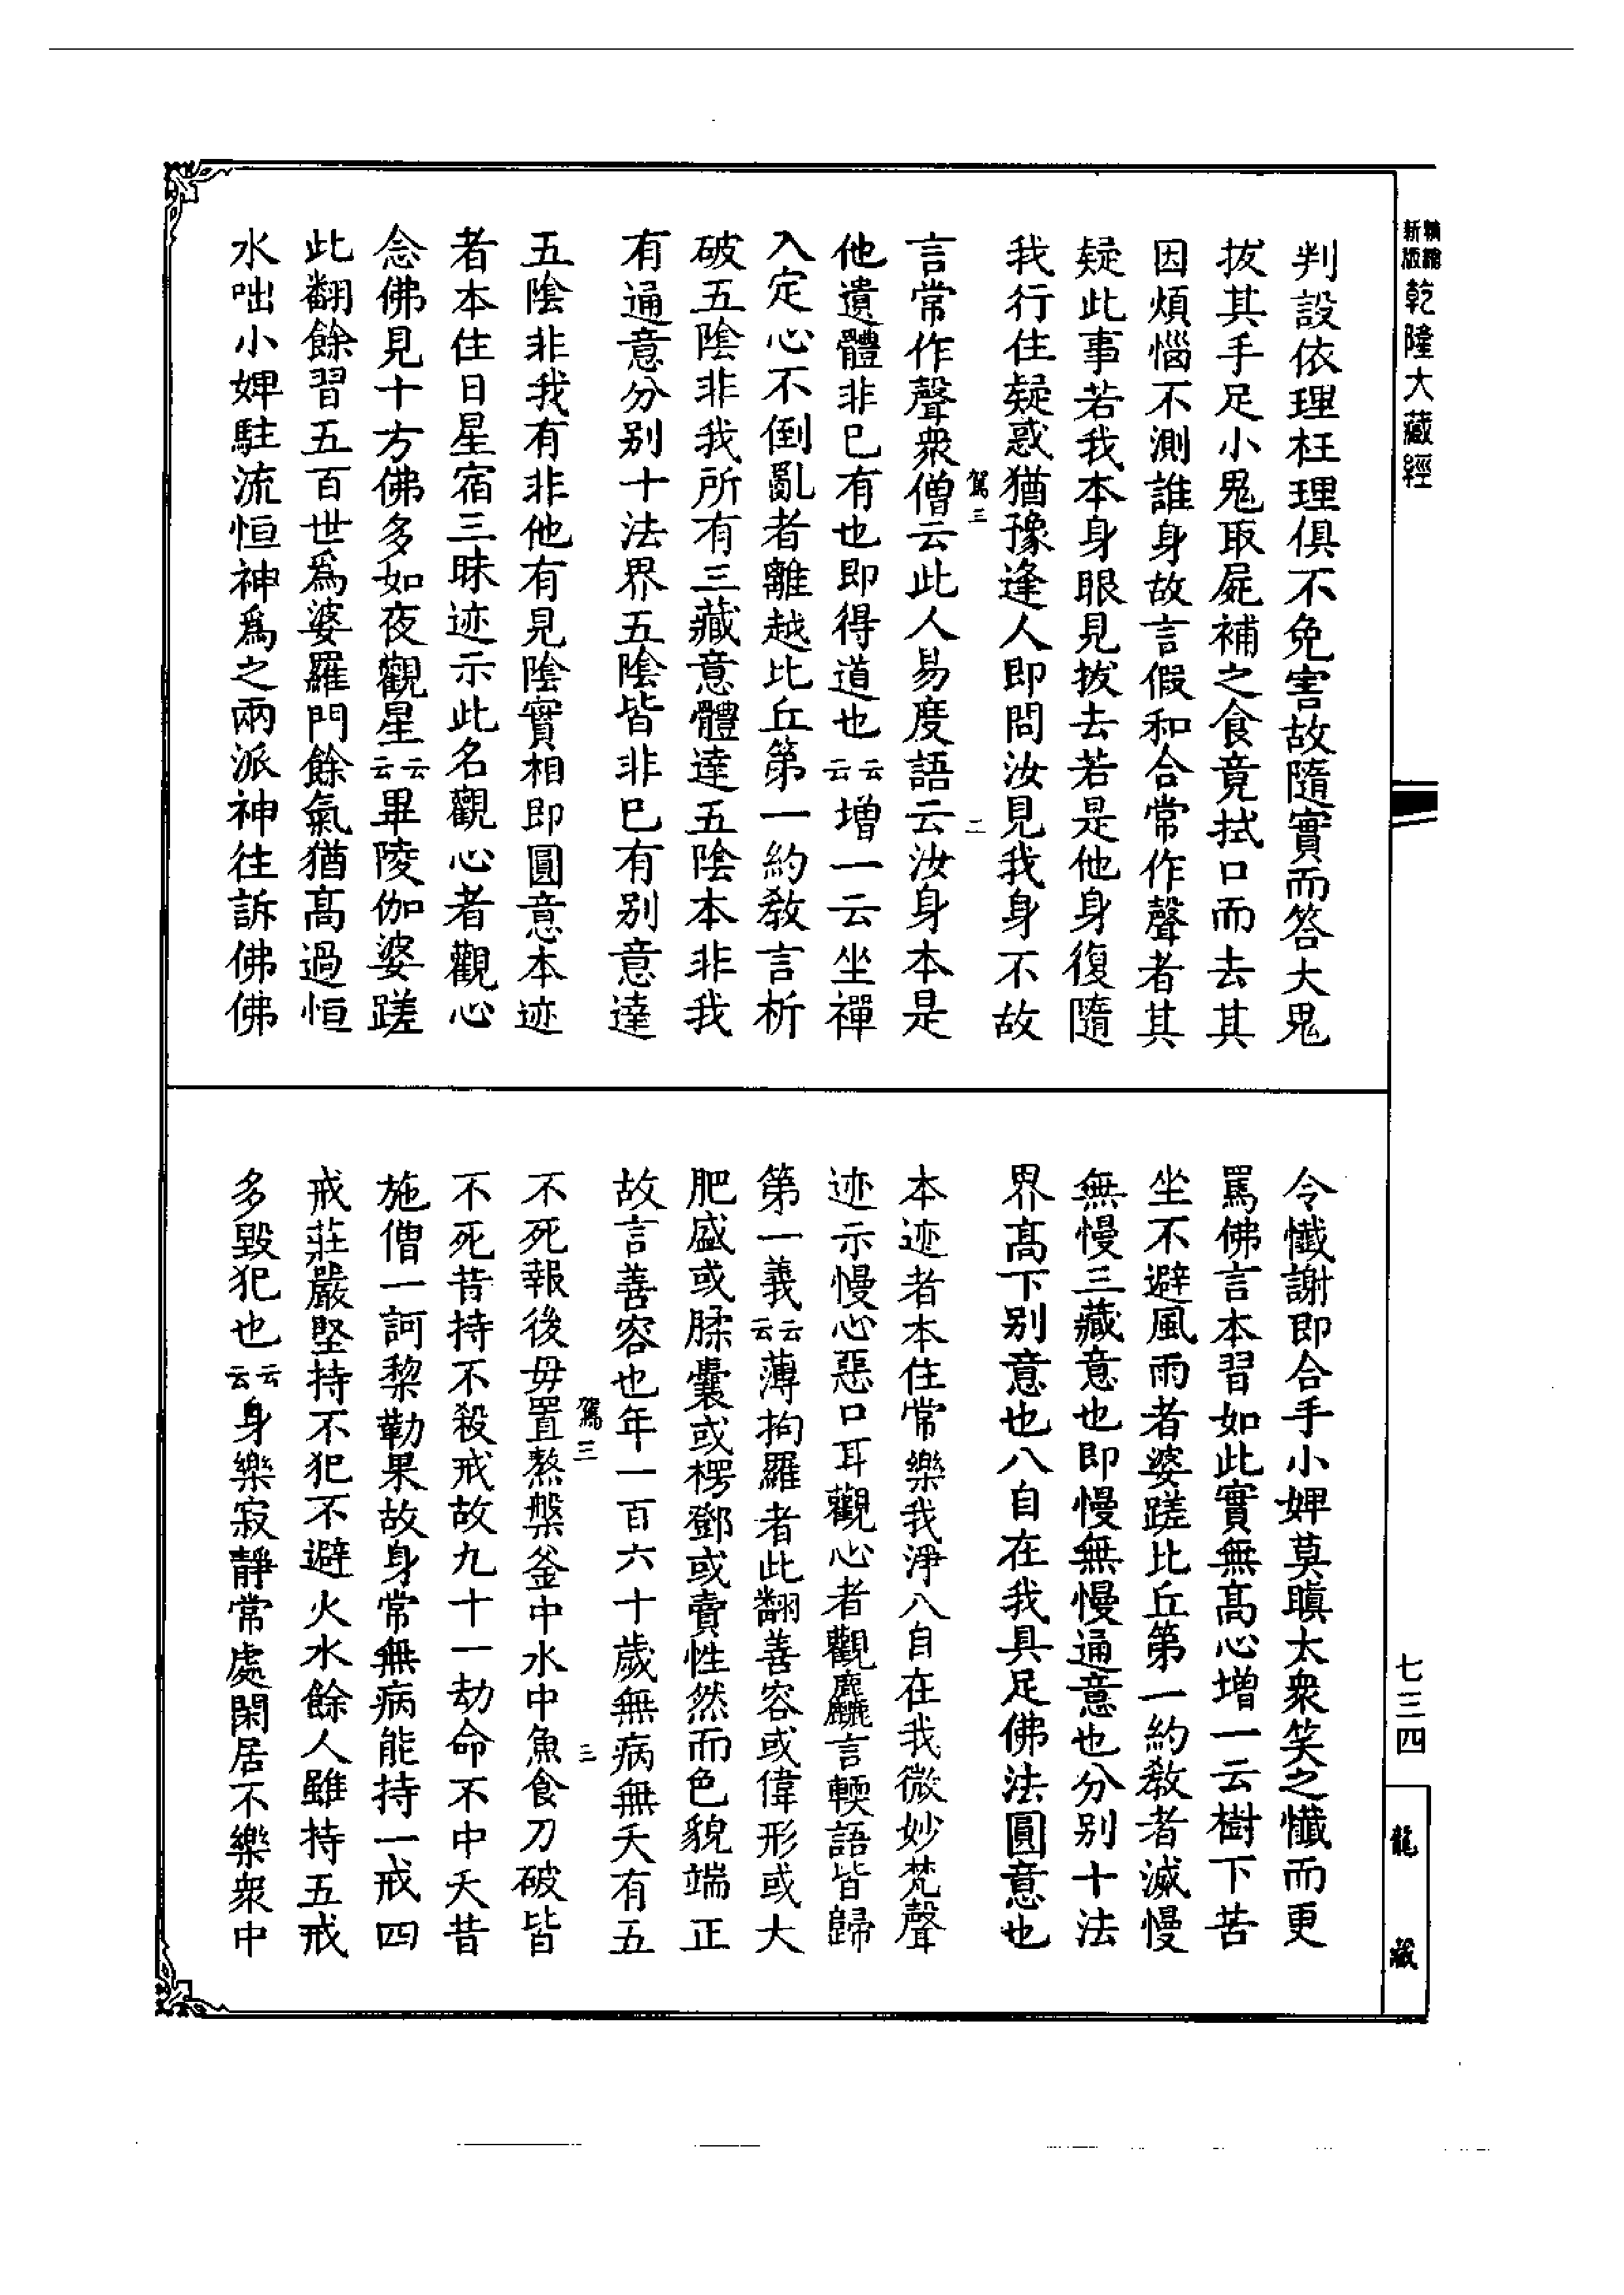 精縮新版乾隆大藏經
判設依理枉理俱不免害故隨實而答大鬼
拔其手足小鬼取屍補之食竟拭口而去其
因煩惱不測誰身故言假和合常作聲者其
疑此事若我本身眼見拔去若是他身復隨
我行住疑惑猶豫逢人即問汝見我身不故
駕三
二
言常作聲衆僧云此人易度語云汝身本是
他遺體非已有也即得道也云云增一云坐禪
入定心不倒亂者離越比丘第一約教言析
破五陰非我所有三藏意體達五陰本非我
有通意分別十法界五陰皆非已有別意達
五陰非我有非他有見陰實相即圓意本迹
者本住日星宿三昧迹示此名觀心者觀心
念佛見十方佛多如夜觀星云云畢陵伽婆蹉
此翻餘習五百世爲婆羅門餘氣猶高過恒
水咄小婢駐流恒神爲之兩派神往訴佛佛
令懺謝即合手小婢莫瞋大衆笑之懺而更
罵佛言本習如此實無高心增一云樹下苦
坐不避風雨者婆蹉比丘第一約教者滅慢
無慢三藏意也即慢無慢通意也分別十法
界高下別意也八自在我具足佛法圓意也
本迹者本住常樂我淨八自在我微妙梵聲
迹示慢心惡口耳觀心者觀麤言輭語皆歸
第一義云云薄拘羅者此翻善容或偉形或大
肥盛或腬囊或楞鄧或賣性然而色貌端正
故言善容也年一百六十歲無病無夭有五
駕三
三
不死報後母置熬槃釜中水中魚食刀破皆
不死昔持不殺戒故九十一劫命不中夭昔
施僧一訶黎勒果故身常無病能持一戒四
戒莊嚴堅持不犯不避火水餘人雖持五戒
多毀犯也云云身樂寂靜常處閑居不樂衆中
七三四
龍藏